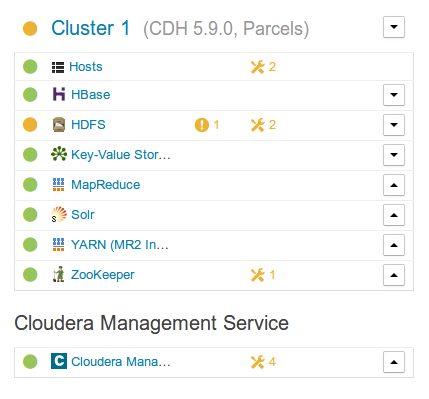 Cluster 1 (CDH 5.9.0, Parcels)
Hosts 2
HBase
HDFS 1 2
Key-Value Stor...
MapReduce
S Solr
YARN (MR2 In...
ZooKeeper 1
Cloudera Management Service
C Cloudera Mana... 4